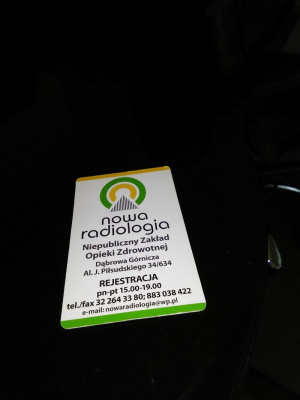 nowa
radiologia
Niepubliczny Zakład
Opieki Zdrowotnej
Dąbrowa Górnicza
Al. J. Piłsudskiego 34/634
REJESTRACJA
pn-pt 15.00-19.00
tel./fax 32 264 33 80; 883 038 422
e-mail: nowaradiologia@wp.pl